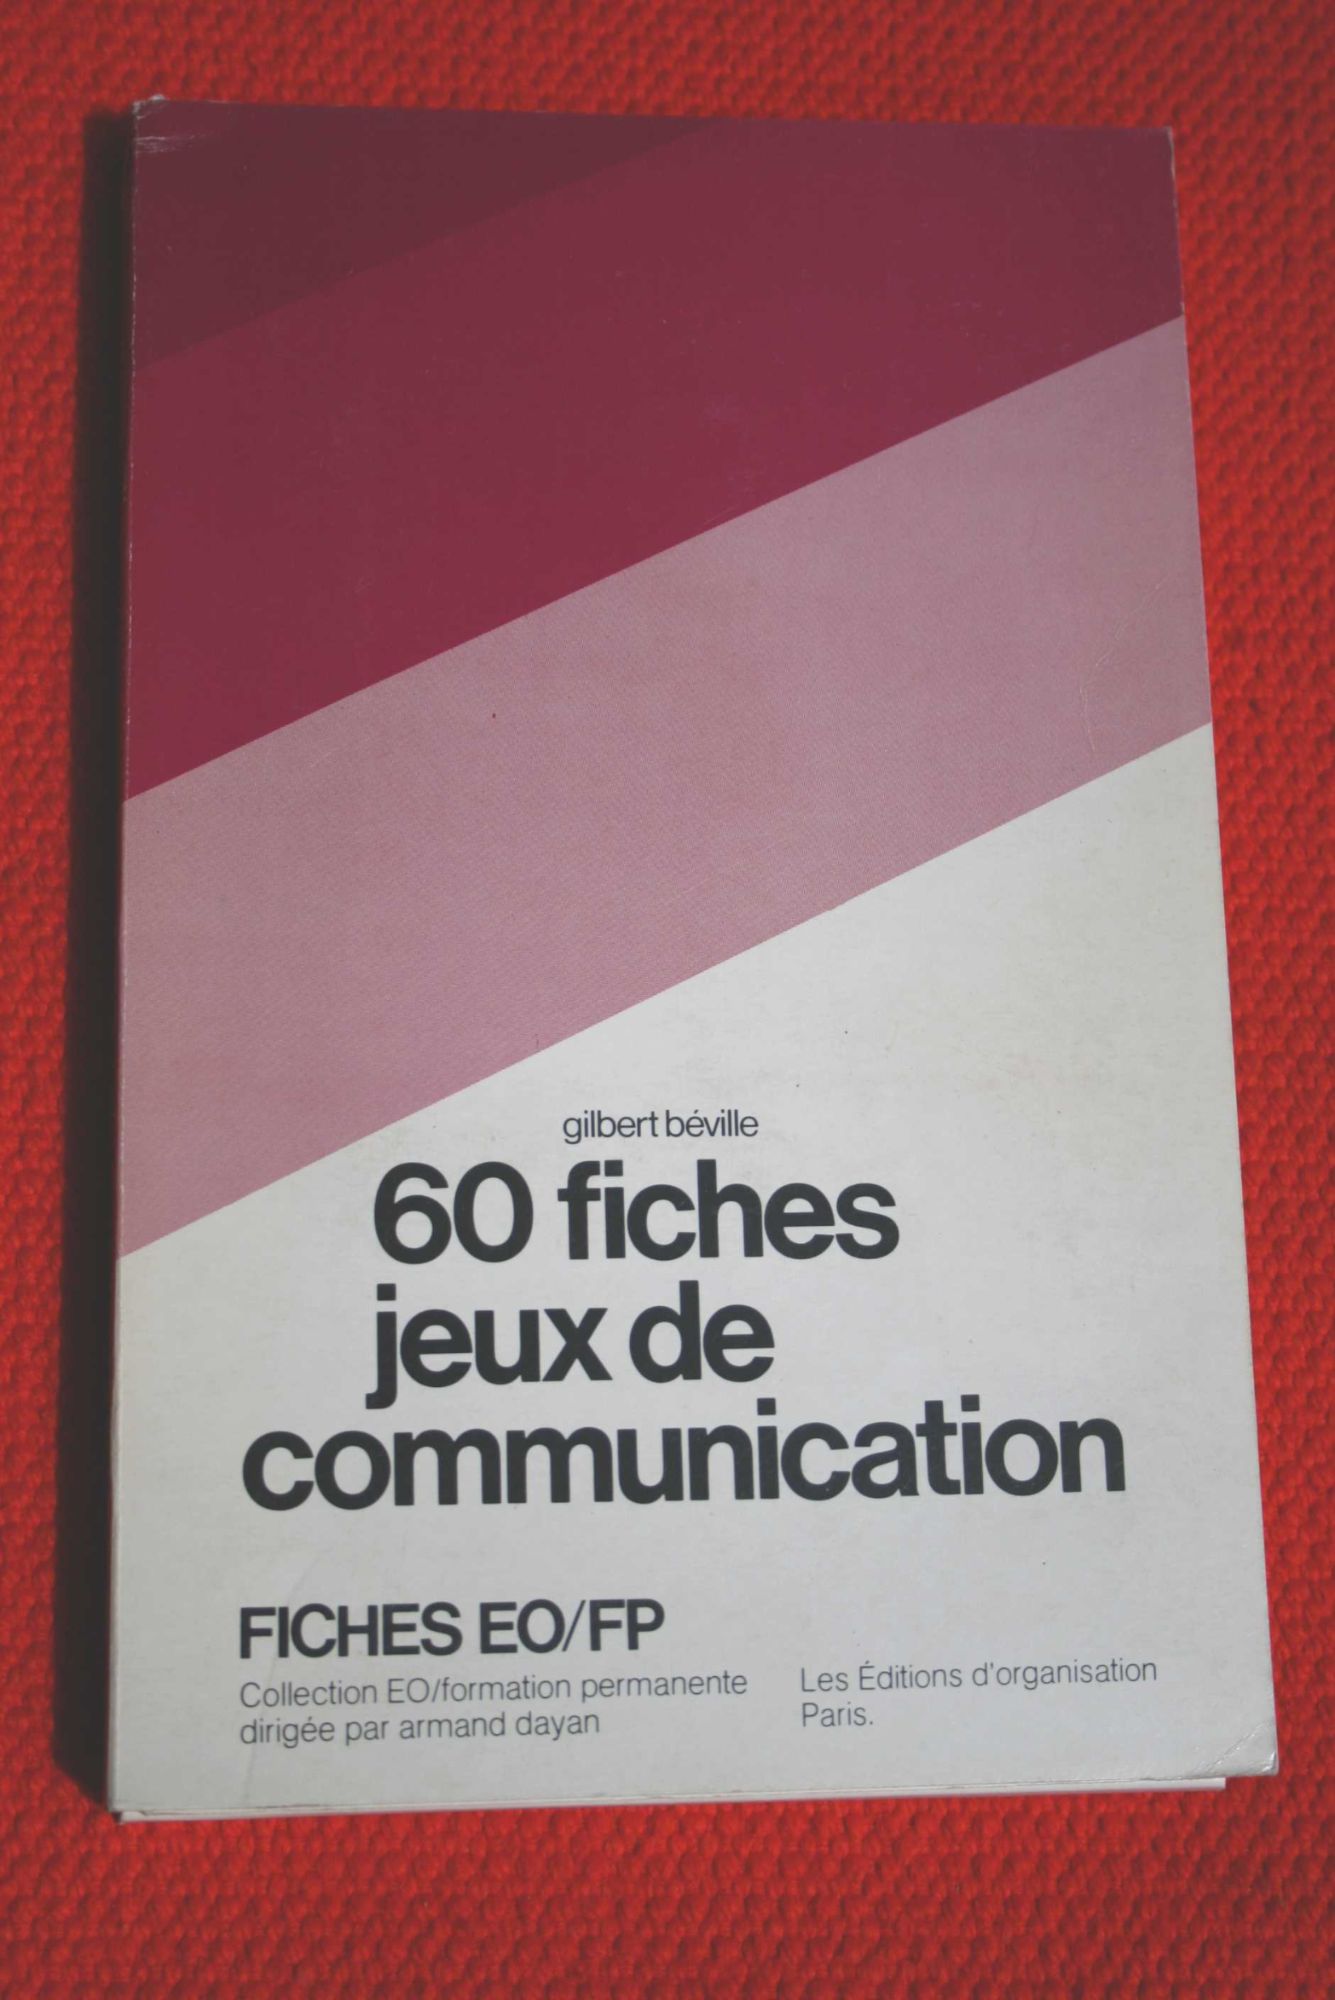 gilbert béville
60 fiches
jeux de
communication
FICHES EO/FP
Collection EO/formation permanente
dirigée par armand dayan
Les Éditions d'organisation
Paris.